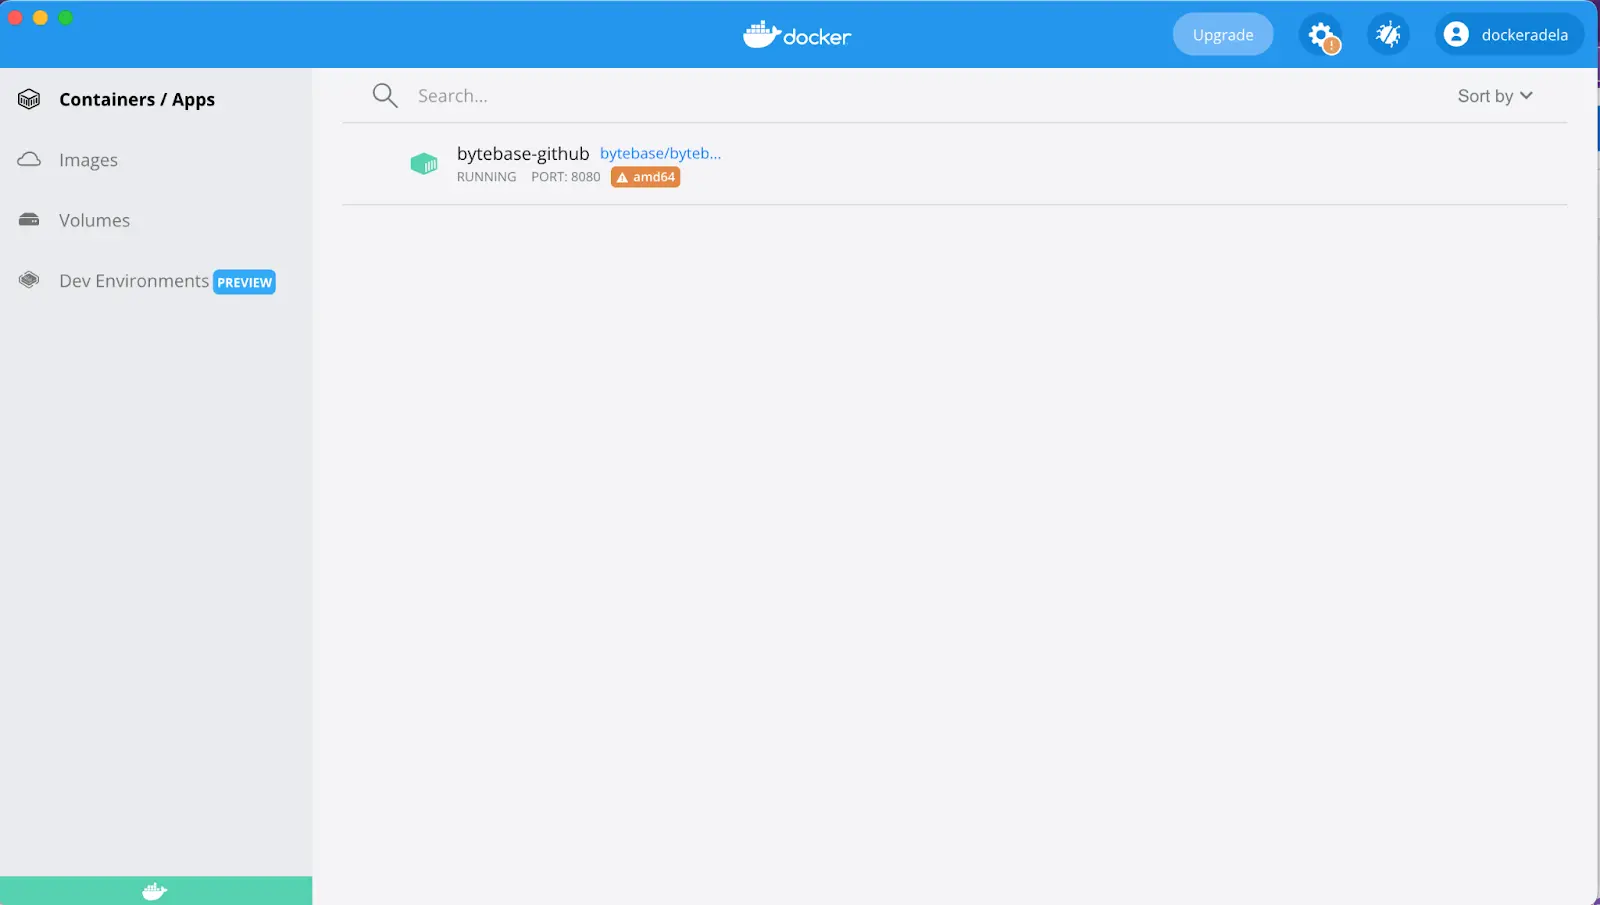 docker
Upgrade
dockeradela
Containers / Apps
Images
Volumes
Dev Environments PREVIEW
Search...
Sort by
bytebase-github bytebase/byteb...
RUNNING PORT: 8080 amd64